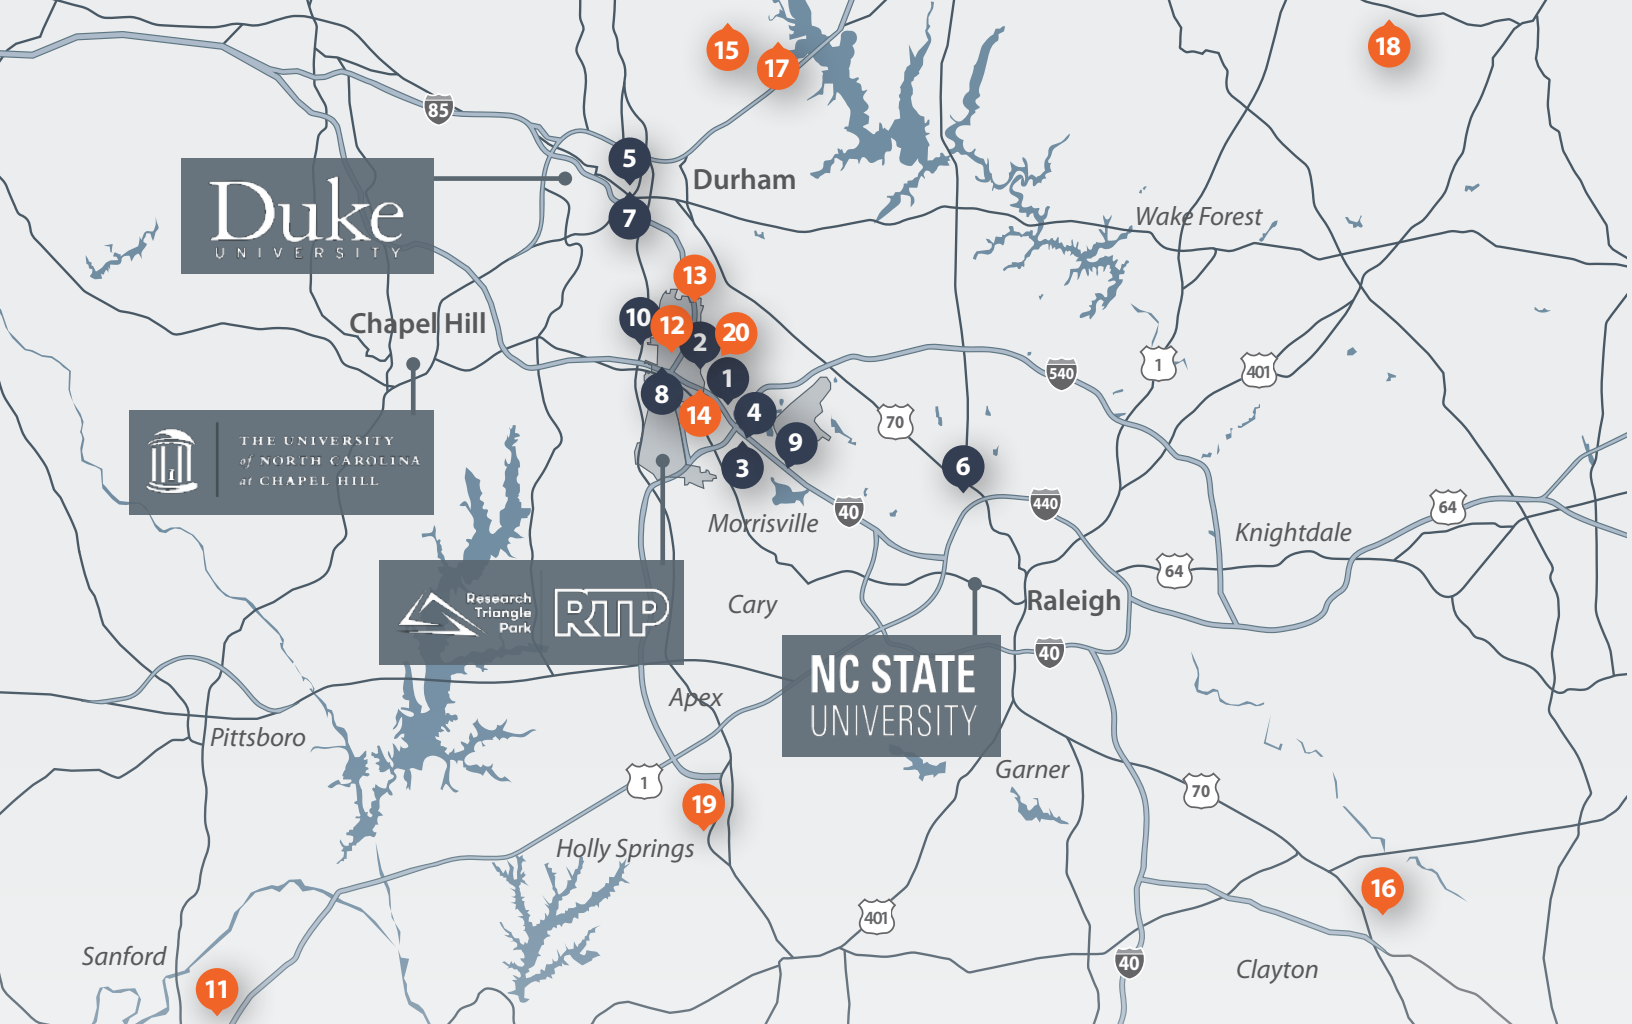 15
18
17
85
5
Durham
Duke
UNIVERSITY
7
Wake Forest
13
10
12
2
20
Chapel Hill
1
540
401
1
8
14
4
70
9
THE UNIVERSITY
of NORTH CAROLINA
at CHAPEL HILL
3
6
40
440
64
Morrisville
Knightdale
64
Research
Triangle
Park
RTP
Cary
Raleigh
40
NC STATE
UNIVERSITY
Apex
Pittsboro
Garner
1
70
19
Holly Springs
16
401
Sanford
40
Clayton
11